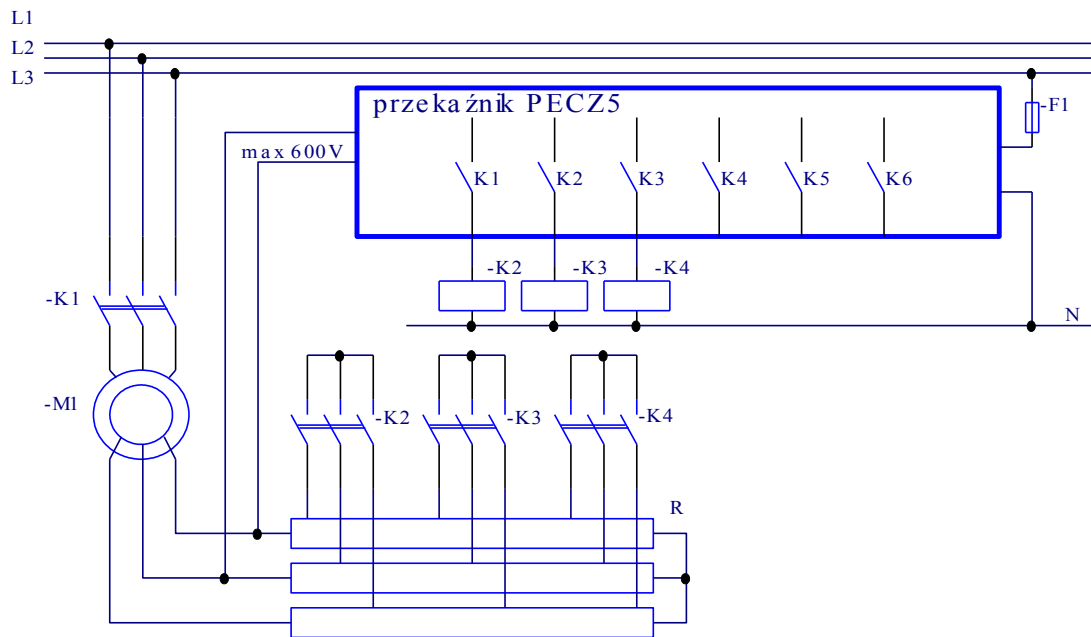 L1
L2
L3
przekaźnik PECZ5
-F1
max 600V
K1 K2 K3 K4 K5 K6
-K2 -K3 -K4
-K1
N
-M1
-K2 -K3 -K4
R